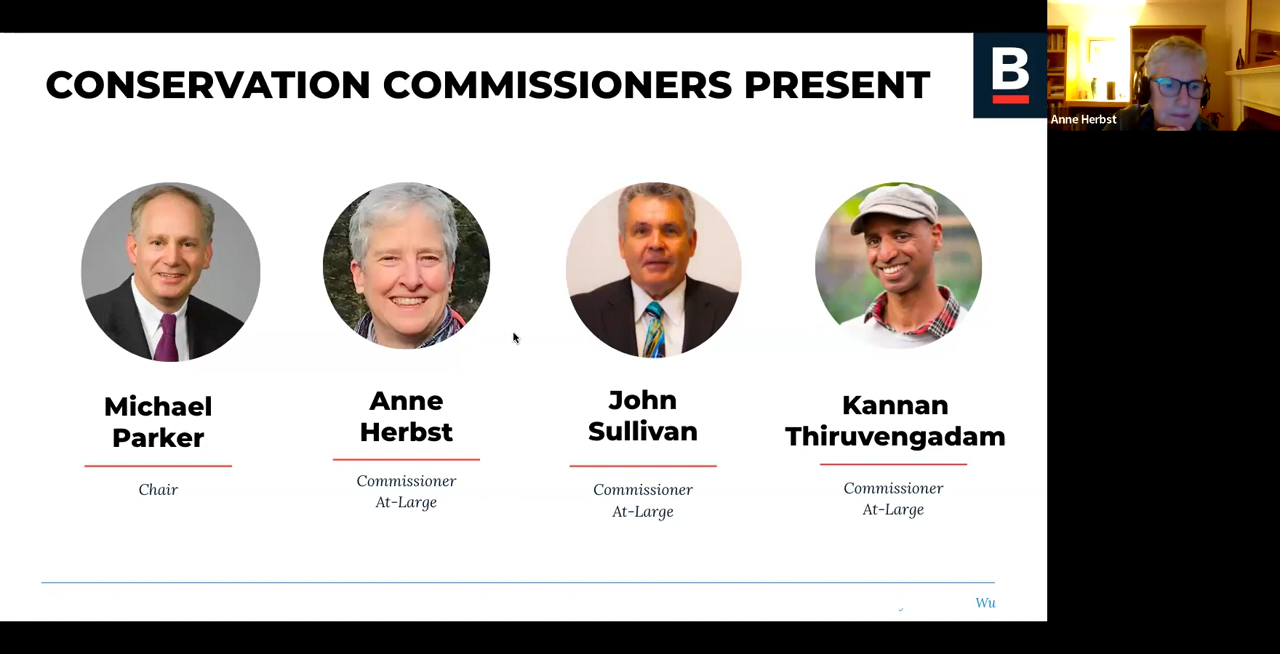 CONSERVATION COMMISSIONERS PRESENT
B
Anne Herbst
Michael
Parker
Chair
Anne
Herbst
Commissioner
At-Large
John
Sullivan
Commissioner
At-Large
Kannan
Thiruvengadam
Commissioner
At-Large
Wu